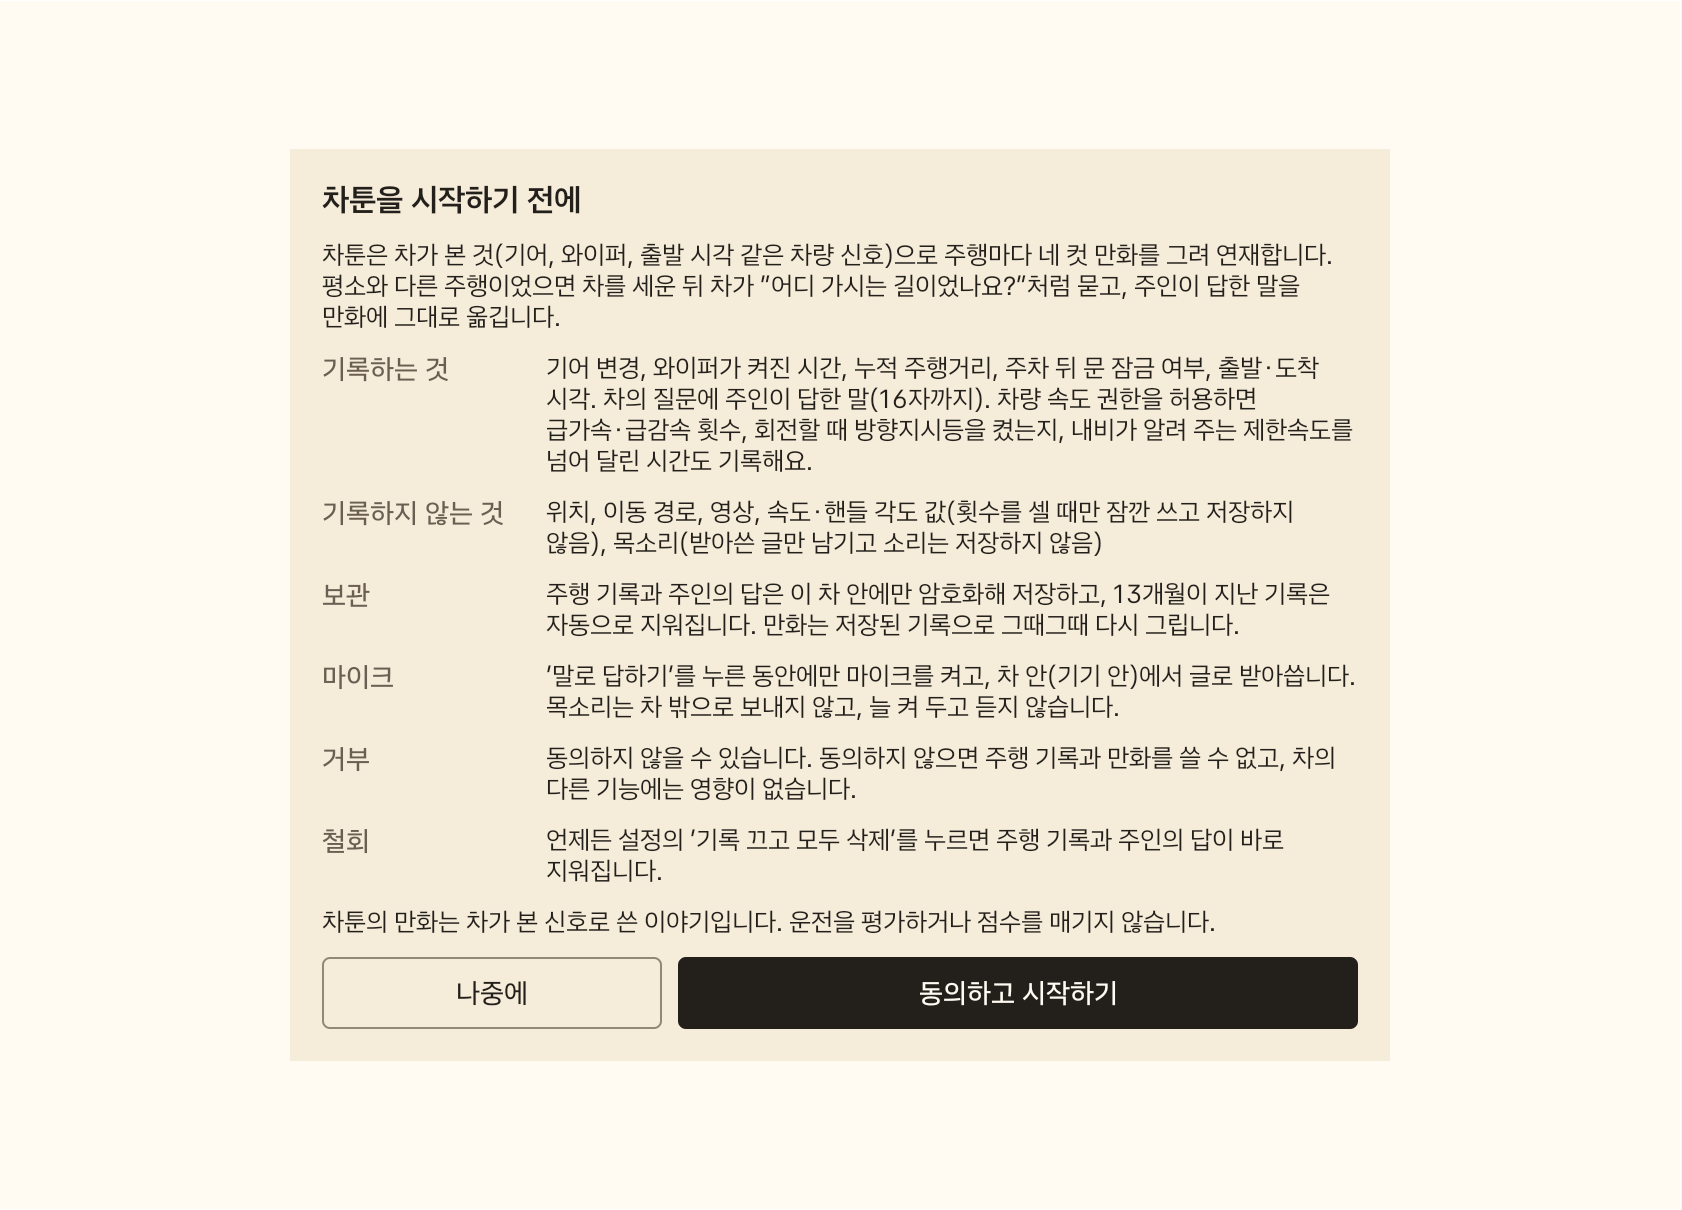 차툰을 시작하기 전에
차툰은 차가 본 것(기어, 와이퍼, 출발 시각 같은 차량 신호)으로 주행마다 네 컷 만화를 그려 연재합니다.
평소와 다른 주행이었으면 차를 세운 뒤 차가 "어디 가시는 길이었나요?"처럼 묻고, 주인이 답한 말을
만화에 그대로 옮깁니다.
기록하는 것
기어 변경, 와이퍼가 켜진 시간, 누적 주행거리, 주차 뒤 문 잠금 여부, 출발·도착
시각. 차의 질문에 주인이 답한 말(16자까지). 차량 속도 권한을 허용하면
급가속·급감속 횟수, 회전할 때 방향지시등을 켰는지, 내비가 알려 주는 제한속도를
넘어 달린 시간도 기록해요.
기록하지 않는 것
위치, 이동 경로, 영상, 속도·핸들 각도 값(횟수를 셀 때만 잠깐 쓰고 저장하지
않음), 목소리(받아쓴 글만 남기고 소리는 저장하지 않음)
보관
주행 기록과 주인의 답은 이 차 안에만 암호화해 저장하고, 13개월이 지난 기록은
자동으로 지워집니다. 만화는 저장된 기록으로 그때그때 다시 그립니다.
마이크
'말로 답하기'를 누른 동안에만 마이크를 켜고, 차 안(기기 안)에서 글로 받아씁니다.
목소리는 차 밖으로 보내지 않고, 늘 켜 두고 듣지 않습니다.
거부
동의하지 않을 수 있습니다. 동의하지 않으면 주행 기록과 만화를 쓸 수 없고, 차의
다른 기능에는 영향이 없습니다.
철회
언제든 설정의 '기록 끄고 모두 삭제'를 누르면 주행 기록과 주인의 답이 바로
지워집니다.
차툰의 만화는 차가 본 신호로 쓴 이야기입니다. 운전을 평가하거나 점수를 매기지 않습니다.
나중에
동의하고 시작하기